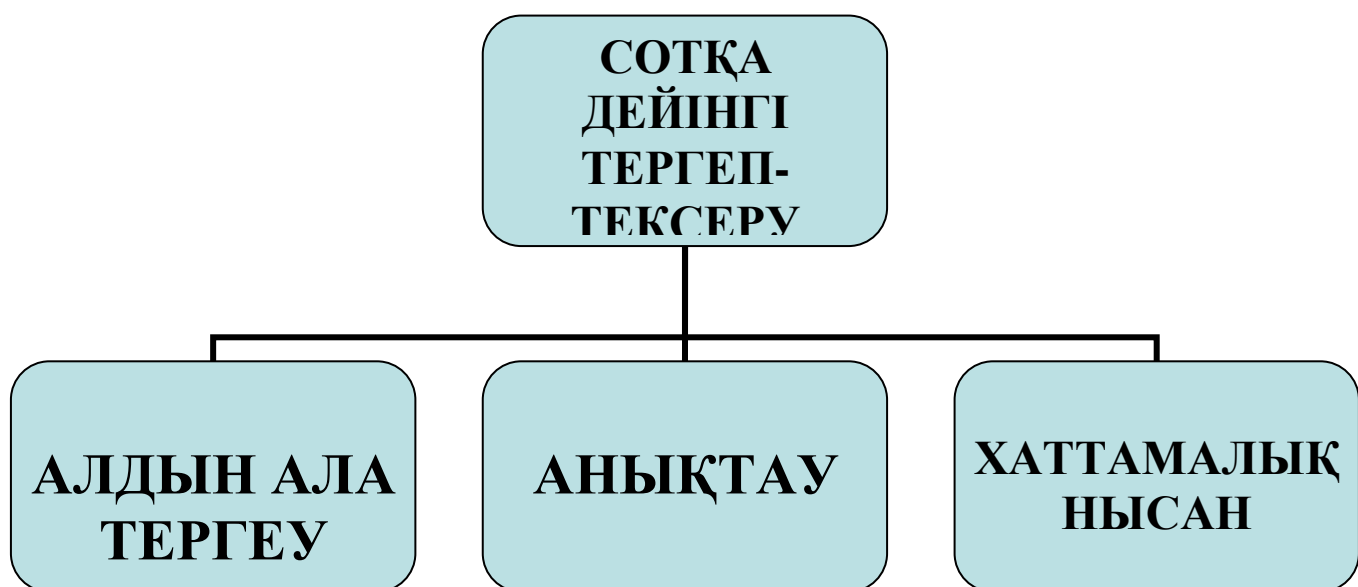 СОТҚА
ДЕЙІНГІ
ТЕРГЕП-
ТЕКСЕРУ
АЛДЫН АЛА
ТЕРГЕУ
АНЫҚТАУ
ХАТТАМАЛЫҚ
НЫСАН